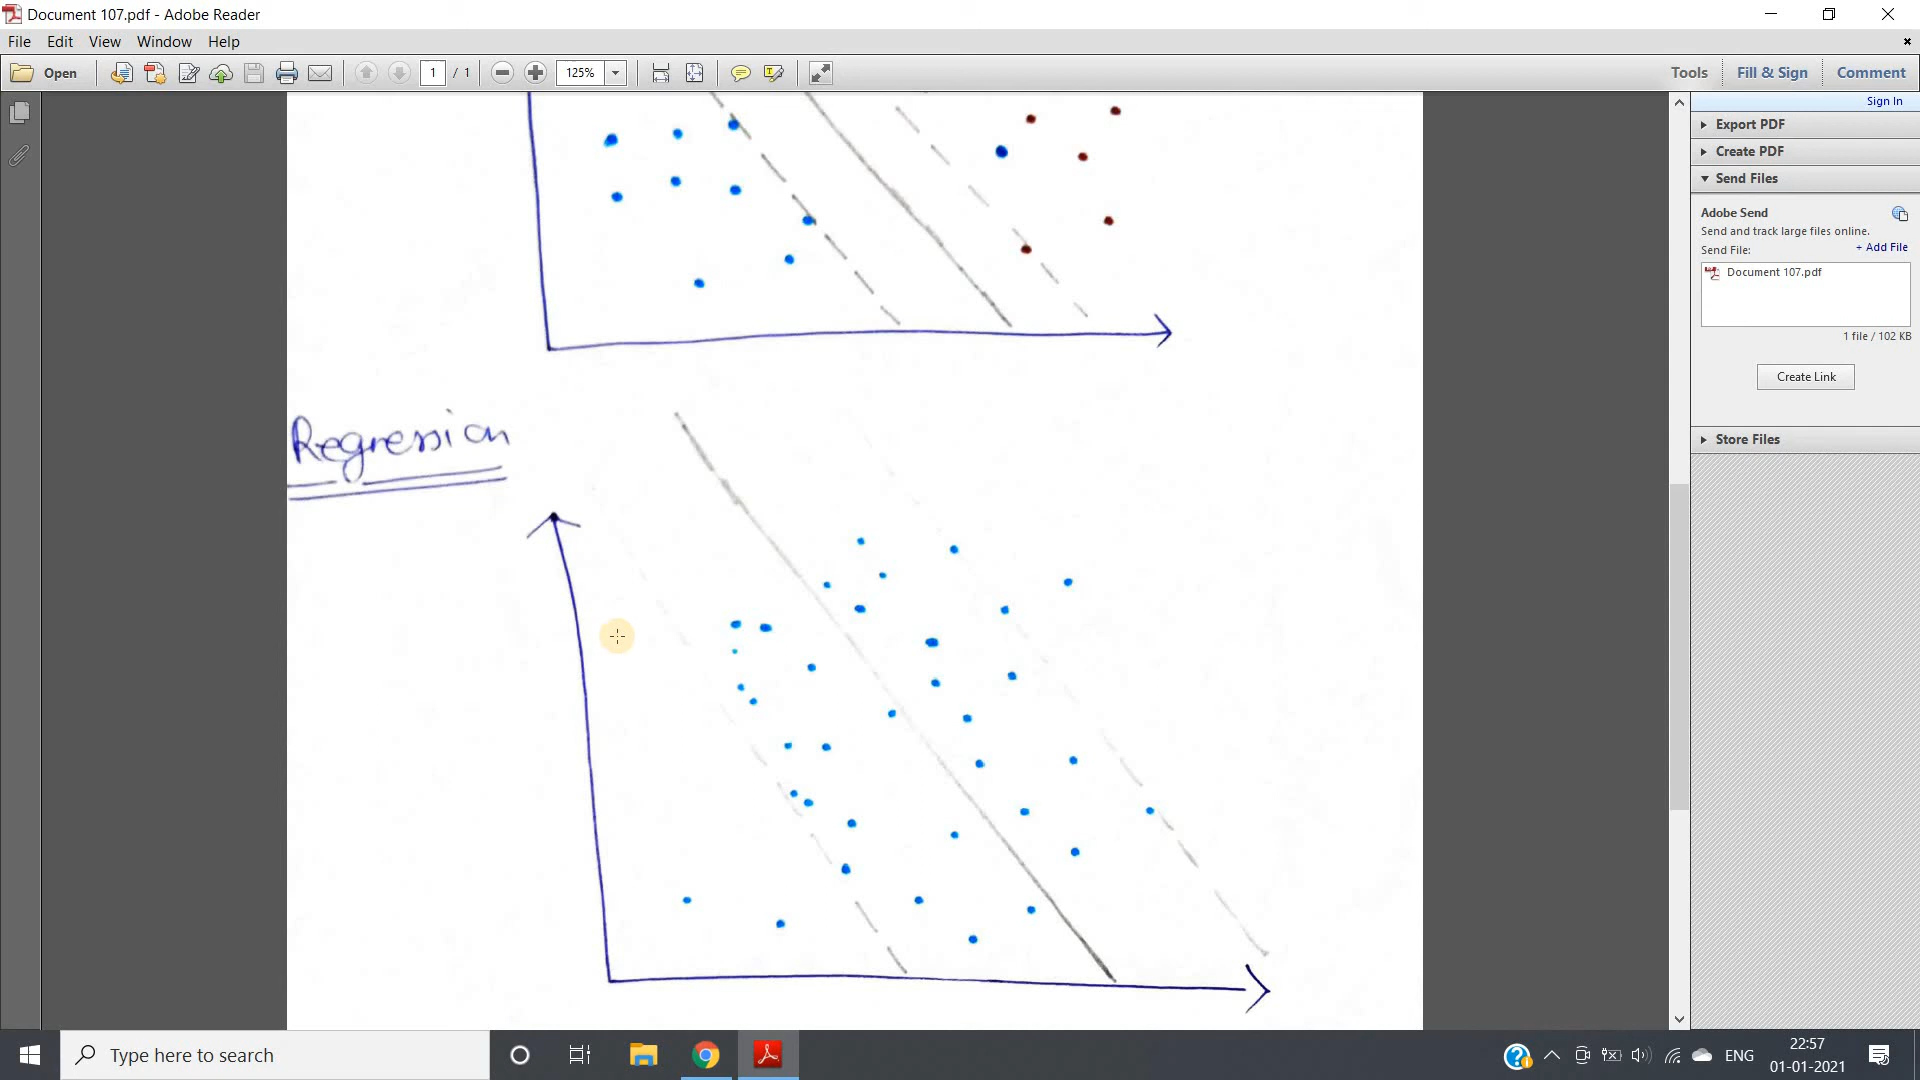 Document 107.pdf - Adobe Reader
File Edit View Window Help
Open 1 / 1 125% Tools Fill & Sign Comment
Sign In
Export PDF
Create PDF
Send Files
Adobe Send
Send and track large files online.
Send File: + Add File
Document 107.pdf
1 file / 102 KB
Create Link
Store Files
Regression
Type here to search
ENG
22:57
01-01-2021